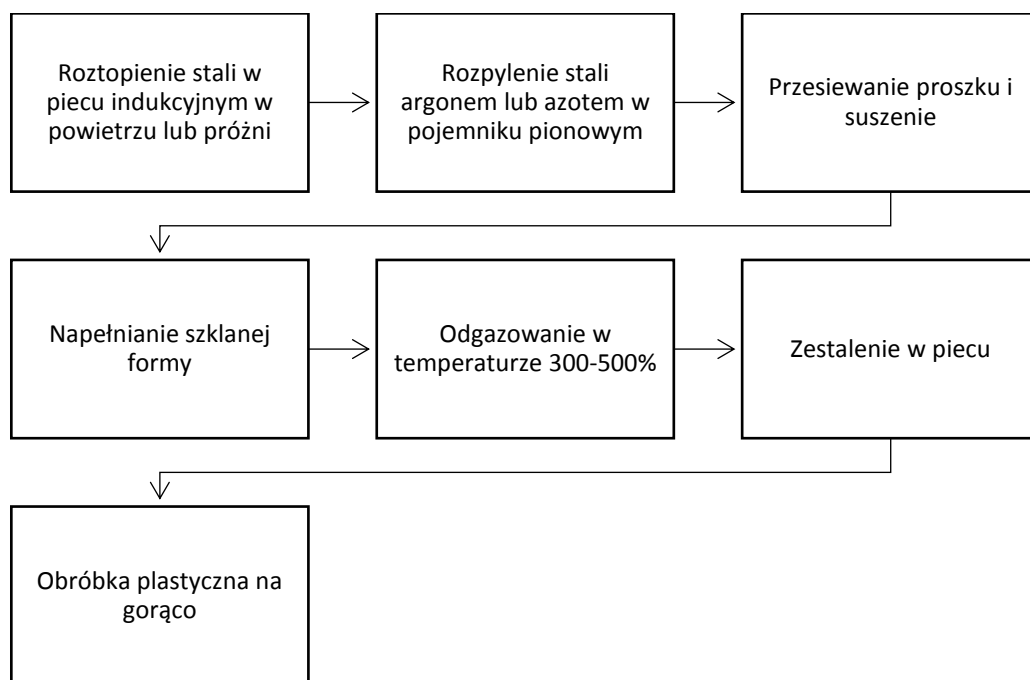 Roztopienie stali w
piecu indukcyjnym w
powietrzu lub próżni
Rozpylenie stali
argonem lub azotem w
pojemniku pionowym
Przesiewanie proszku i
suszenie
Napełnianie szklanej
formy
Odgazowanie w
temperaturze 300-500%
Zestalenie w piecu
Obróbka plastyczna na
gorąco